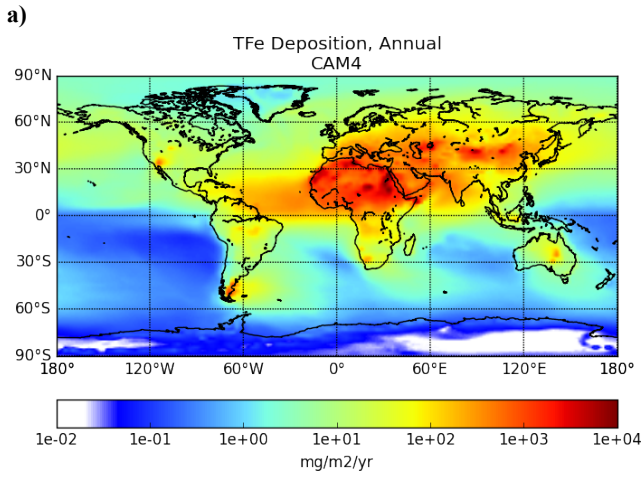 a)
TFe Deposition, Annual
CAM4
90°N
60°N
30°N
0°
30°S
60°S
90°S
180° 120°W 60°W 0° 60°E 120°E 180°
1e-02 1e-01 1e+00 1e+01 1e+02 1e+03 1e+04
mg/m2/yr